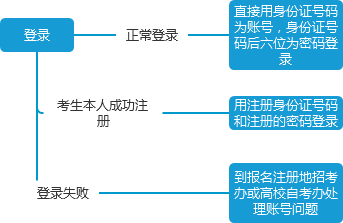 登录
正常登录
直接用身份证号码
为账号，身份证号
码后六位为密码登
录
考生本人成功注
册
用注册身份证号码
和注册的密码登录
登录失败
到报名注册地招考
办或高校自考办处
理账号问题